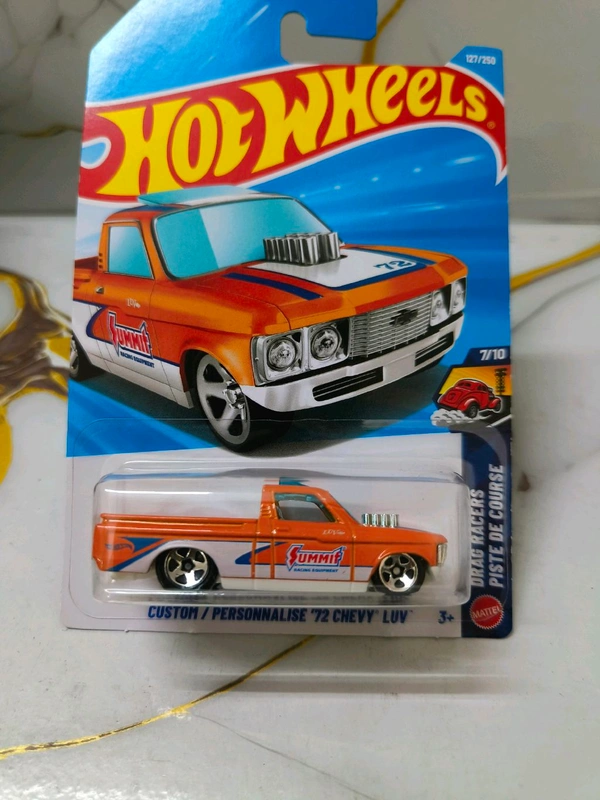 127/250
HOT WHEELS®
72
SUMMIT
RACING EQUIPMENT
7/10
DRAG RACERS
PISTE DE COURSE
SUMMIT
RACING EQUIPMENT
CUSTOM / PERSONNALISE '72 CHEVY LUV™
3+
MATTEL